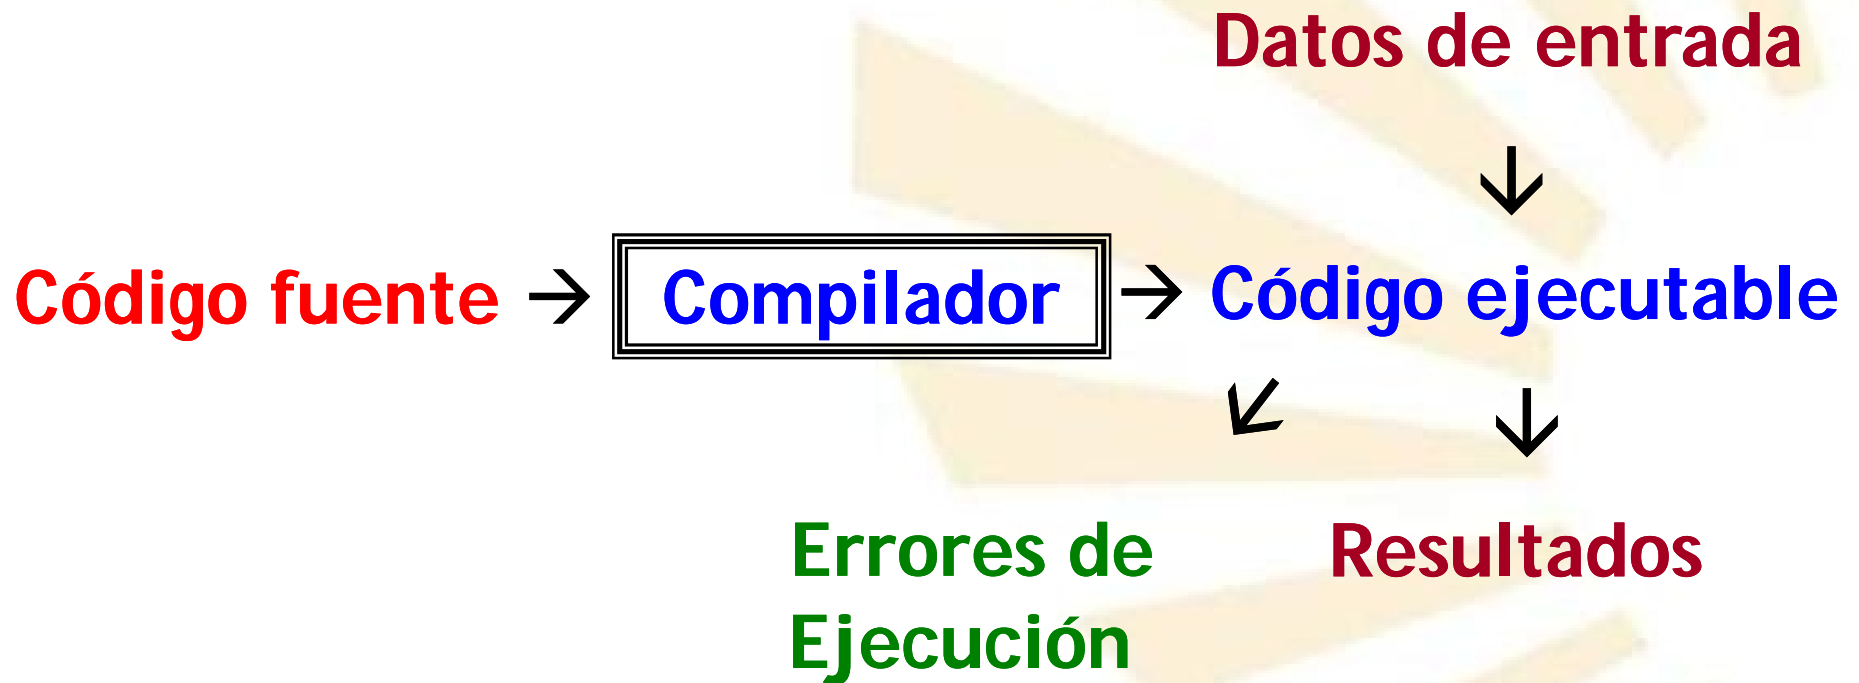 Datos de entrada
↓
Código fuente → Compilador → Código ejecutable
↙ ↓
Errores de Resultados
Ejecución